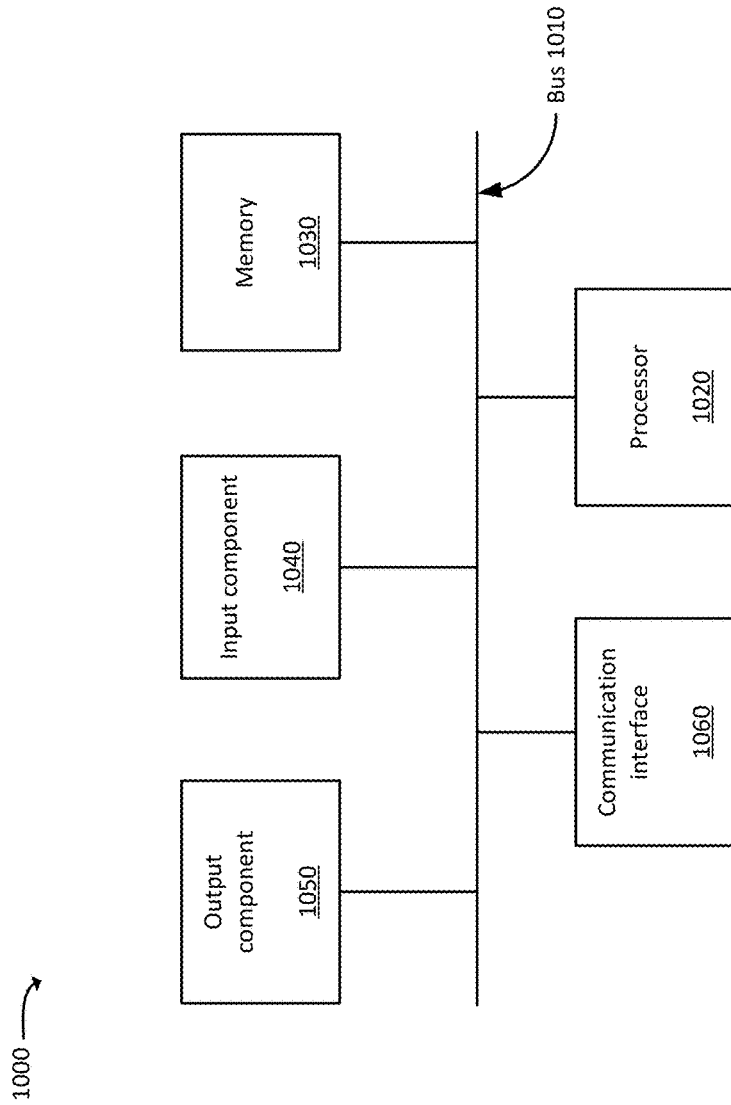 1000
Output
component
1050
Input component
1040
Memory
1030
Bus 1010
Communication
interface
1060
Processor
1020